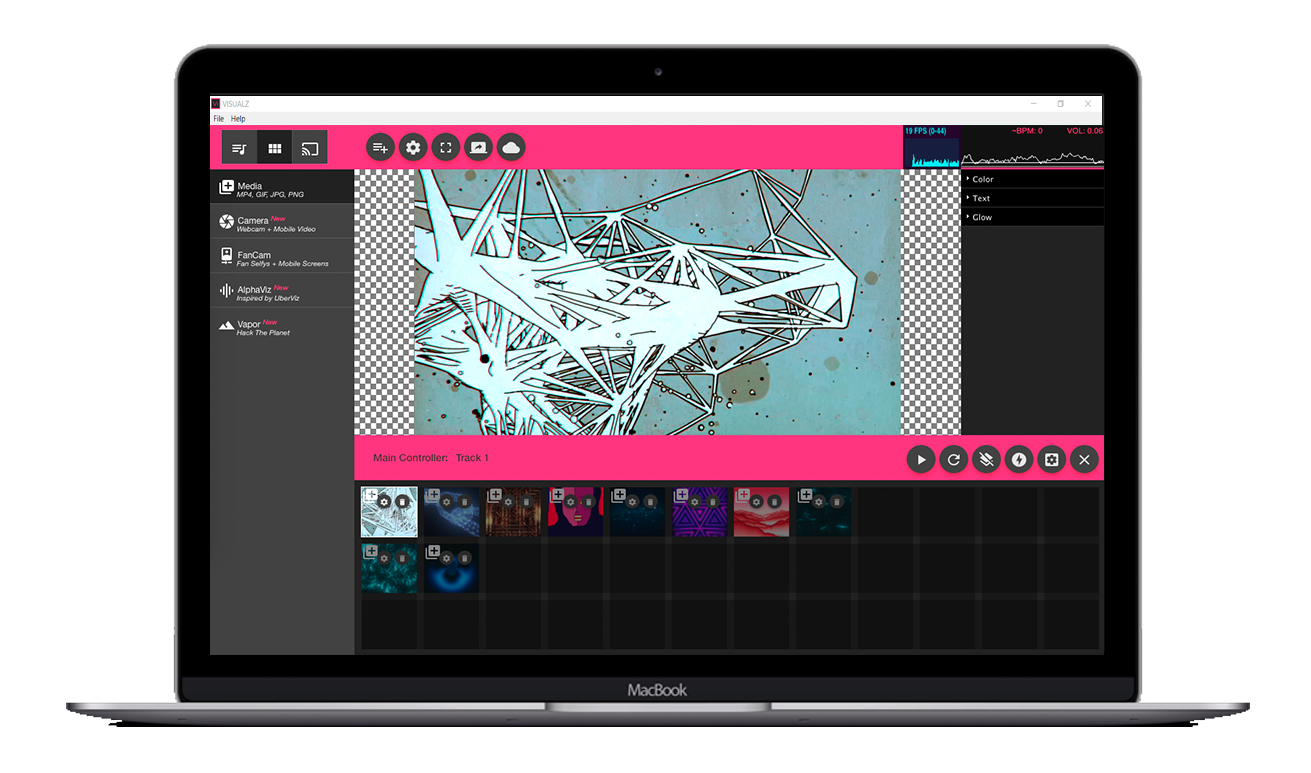 VISUALZ
File Help
19 FPS (0-44)
~BPM: 0 VOL: 0.06
Media
MP4, GIF, JPG, PNG
Camera New
Webcam + Mobile Video
FanCam
Fan Selfys + Mobile Screens
AlphaViz New
Inspired by UberViz
Vapor New
Hack The Planet
Color
Text
Glow
Main Controller: Track 1
MacBook